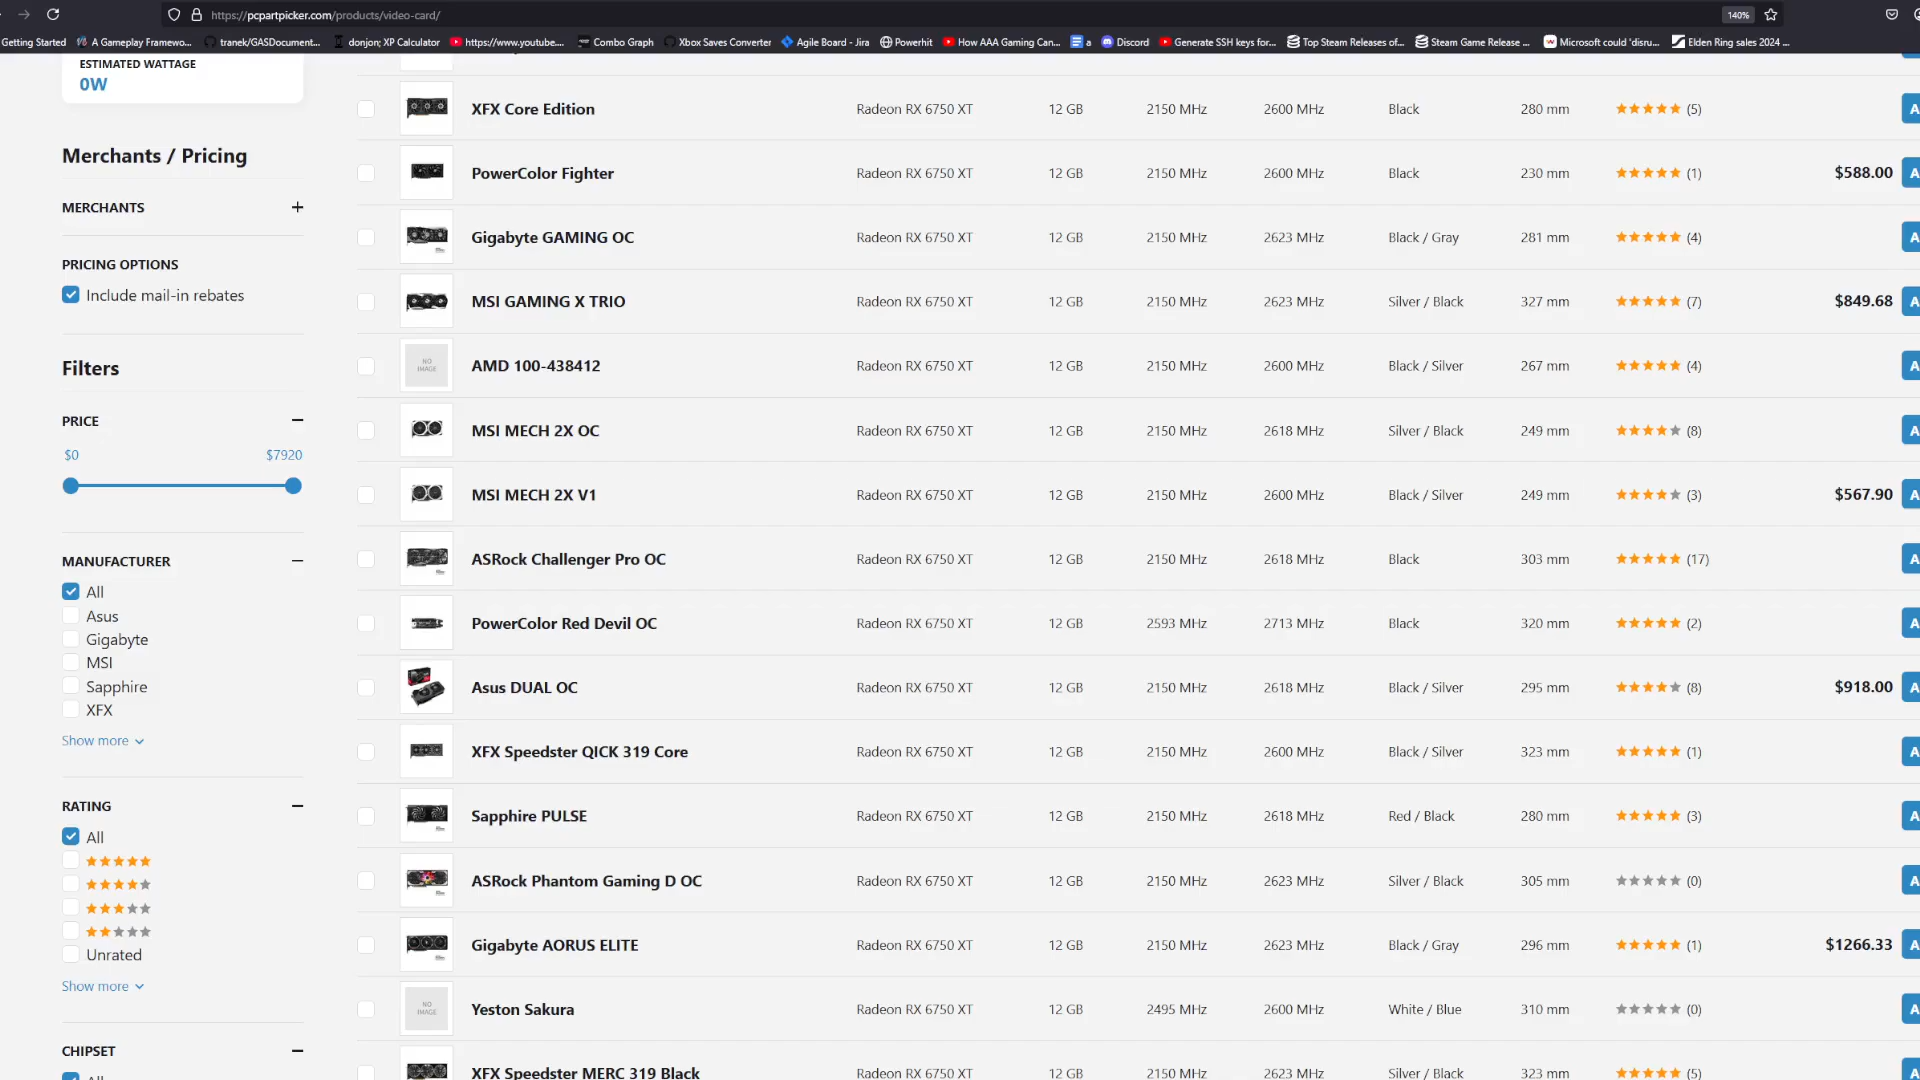 https://pcpartpicker.com/products/video-card/
140%
Getting Started
A Gameplay Framewo...
tranek/GASDocument...
donjon; XP Calculator
https://www.youtube....
Combo Graph
Xbox Saves Converter
Agile Board - Jira
Powerhit
How AAA Gaming Can...
a
Discord
Generate SSH keys for...
Top Steam Releases of...
Steam Game Release ...
Microsoft could 'disru...
Elden Ring sales 2024 ...
ESTIMATED WATTAGE
0W
Merchants / Pricing
MERCHANTS
PRICING OPTIONS
Include mail-in rebates
Filters
PRICE
$0 $7920
MANUFACTURER
All
Asus
Gigabyte
MSI
Sapphire
XFX
Show more
RATING
All
Unrated
Show more
CHIPSET
XFX Core Edition Radeon RX 6750 XT 12 GB 2150 MHz 2600 MHz Black 280 mm (5) A
PowerColor Fighter Radeon RX 6750 XT 12 GB 2150 MHz 2600 MHz Black 230 mm (1) $588.00 A
Gigabyte GAMING OC Radeon RX 6750 XT 12 GB 2150 MHz 2623 MHz Black / Gray 281 mm (4) A
MSI GAMING X TRIO Radeon RX 6750 XT 12 GB 2150 MHz 2623 MHz Silver / Black 327 mm (7) $849.68 A
NO IMAGE AMD 100-438412 Radeon RX 6750 XT 12 GB 2150 MHz 2600 MHz Black / Silver 267 mm (4) A
MSI MECH 2X OC Radeon RX 6750 XT 12 GB 2150 MHz 2618 MHz Silver / Black 249 mm (8) A
MSI MECH 2X V1 Radeon RX 6750 XT 12 GB 2150 MHz 2600 MHz Black / Silver 249 mm (3) $567.90 A
ASRock Challenger Pro OC Radeon RX 6750 XT 12 GB 2150 MHz 2618 MHz Black 303 mm (17) A
PowerColor Red Devil OC Radeon RX 6750 XT 12 GB 2593 MHz 2713 MHz Black 320 mm (2) A
Asus DUAL OC Radeon RX 6750 XT 12 GB 2150 MHz 2618 MHz Black / Silver 295 mm (8) $918.00 A
XFX Speedster QICK 319 Core Radeon RX 6750 XT 12 GB 2150 MHz 2600 MHz Black / Silver 323 mm (1) A
Sapphire PULSE Radeon RX 6750 XT 12 GB 2150 MHz 2618 MHz Red / Black 280 mm (3) A
ASRock Phantom Gaming D OC Radeon RX 6750 XT 12 GB 2150 MHz 2623 MHz Silver / Black 305 mm (0) A
Gigabyte AORUS ELITE Radeon RX 6750 XT 12 GB 2150 MHz 2623 MHz Black / Gray 296 mm (1) $1266.33 A
NO IMAGE Yeston Sakura Radeon RX 6750 XT 12 GB 2495 MHz 2600 MHz White / Blue 310 mm (0) A
XFX Speedster MERC 319 Black Radeon RX 6750 XT 12 GB 2150 MHz 2623 MHz Silver / Black 323 mm (5) A